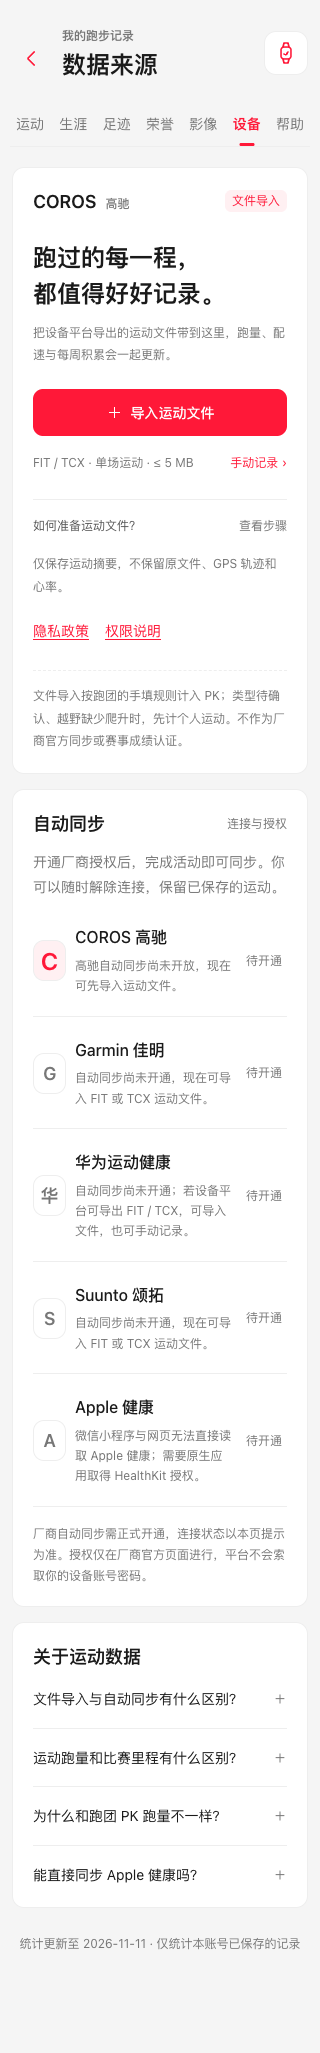 我的跑步记录
数据来源
运动 生涯 足迹 荣誉 影像 设备 帮助
COROS 高驰 文件导入
跑过的每一程，
都值得好好记录。
把设备平台导出的运动文件带到这里，跑量、配
速与每周积累会一起更新。
＋ 导入运动文件
FIT / TCX · 单场运动 · ≤ 5 MB 手动记录 ›
如何准备运动文件? 查看步骤
仅保存运动摘要，不保留原文件、GPS 轨迹和
心率。
隐私政策 权限说明
文件导入按跑团的手填规则计入 PK；类型待确
认、越野缺少爬升时，先计个人运动。不作为厂
商官方同步或赛事成绩认证。
自动同步 连接与授权
开通厂商授权后，完成活动即可同步。你
可以随时解除连接，保留已保存的运动。
C
COROS 高驰
高驰自动同步尚未开放，现在
可先导入运动文件。
待开通
G
Garmin 佳明
自动同步尚未开通，现在可导
入 FIT 或 TCX 运动文件。
待开通
华
华为运动健康
自动同步尚未开通；若设备平
台可导出 FIT / TCX，可导入
文件，也可手动记录。
待开通
S
Suunto 颂拓
自动同步尚未开通，现在可导
入 FIT 或 TCX 运动文件。
待开通
A
Apple 健康
微信小程序与网页无法直接读
取 Apple 健康；需要原生应
用取得 HealthKit 授权。
待开通
厂商自动同步需正式开通，连接状态以本页提示
为准。授权仅在厂商官方页面进行，平台不会索
取你的设备账号密码。
关于运动数据
文件导入与自动同步有什么区别? +
运动跑量和比赛里程有什么区别? +
为什么和跑团 PK 跑量不一样? +
能直接同步 Apple 健康吗? +
统计更新至 2026-11-11 · 仅统计本账号已保存的记录